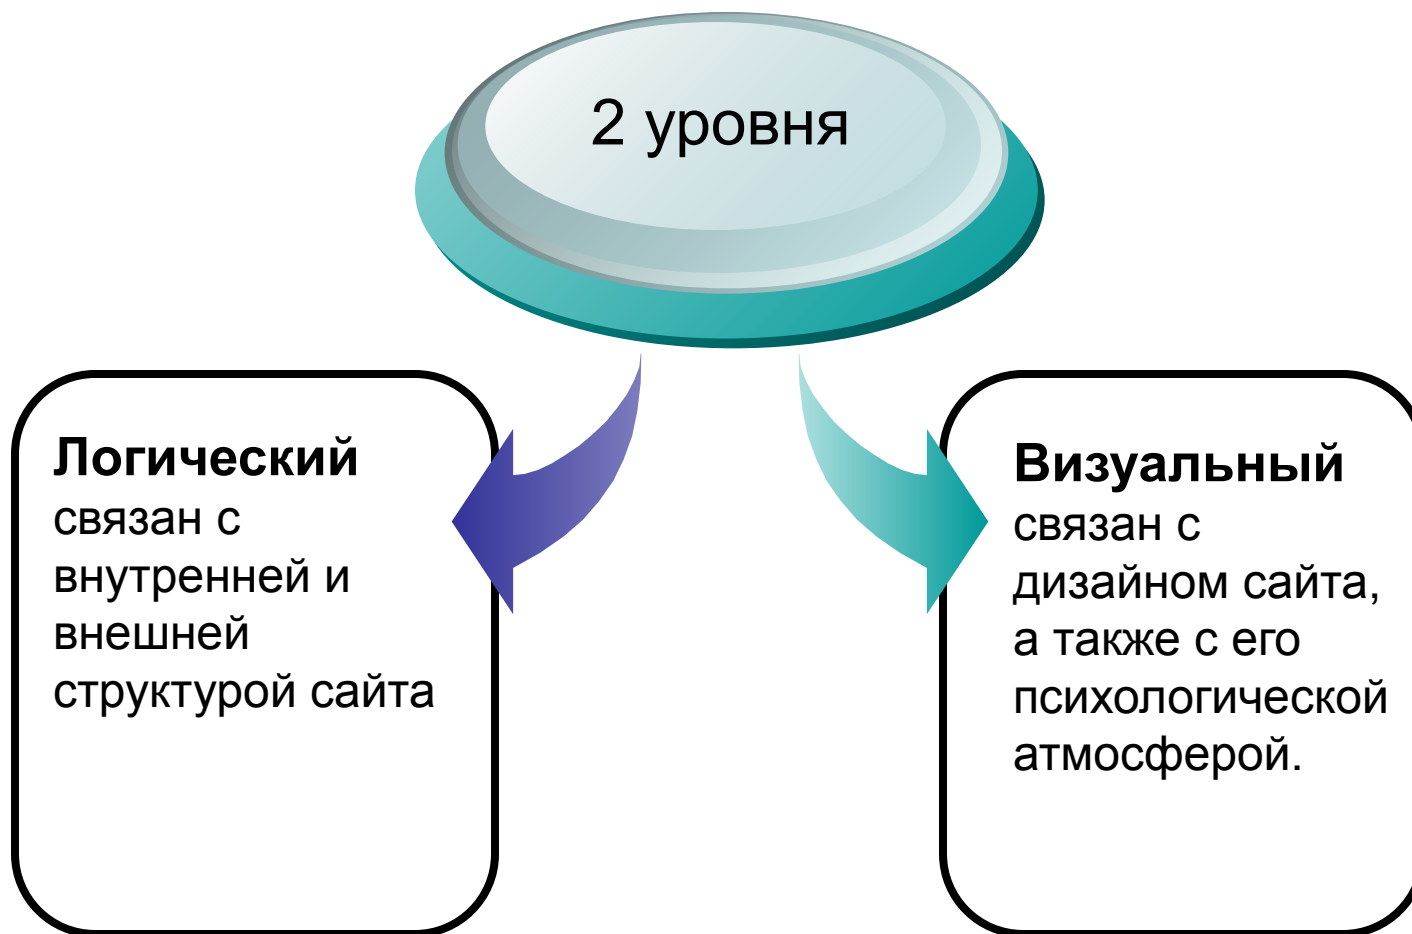 2 уровня
Логический
связан с
внутренней и
внешней
структурой сайта
Визуальный
связан с
дизайном сайта,
а также с его
психологической
атмосферой.